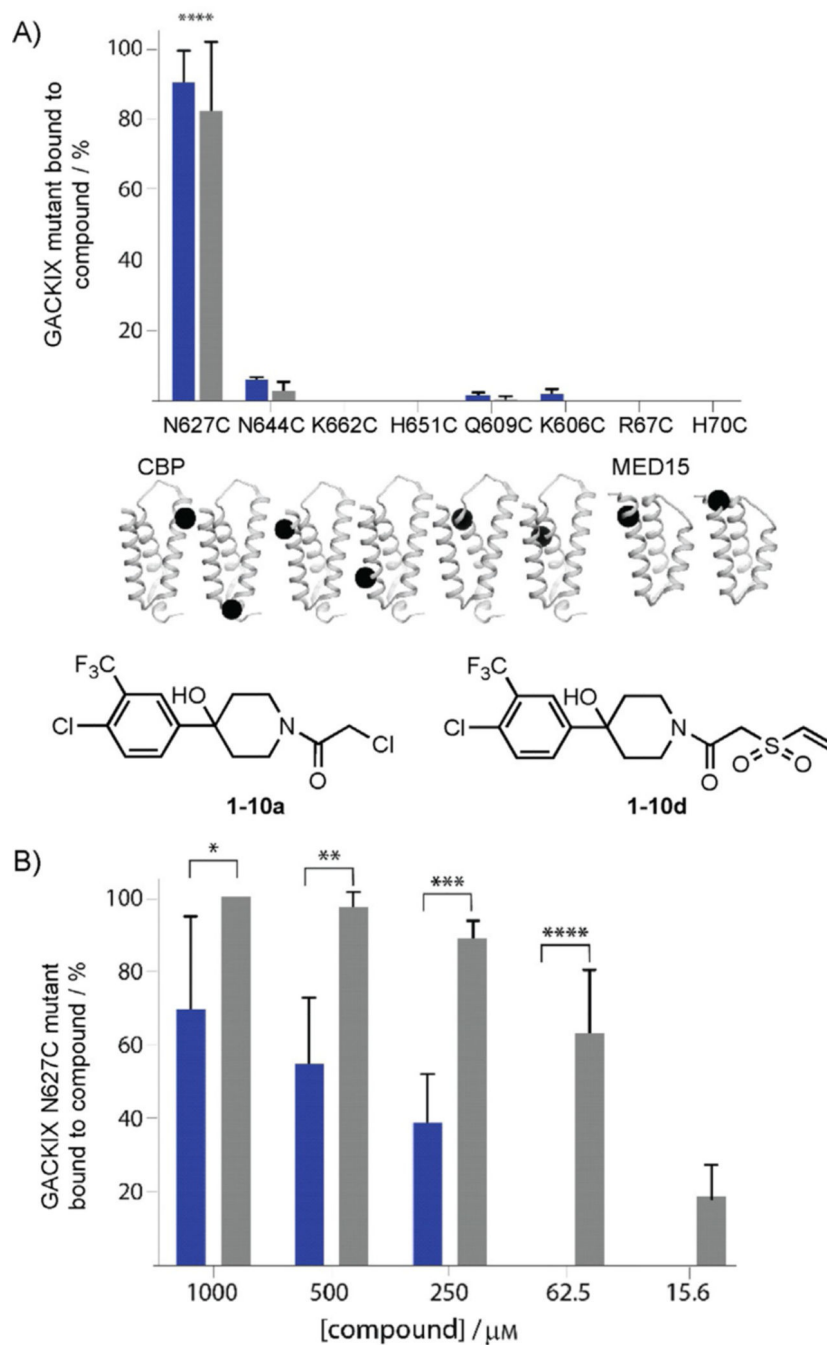 A)
****
GACKIX mutant bound to
compound / %
100
80
60
40
20
N627C N644C K662C H651C Q609C K606C R67C H70C
CBP MED15
F₃C
HO
Cl
N
Cl
O
1-10a
F₃C
HO
Cl
N
O
S
O O
1-10d
B)
* ** *** ****
GACKIX N627C mutant
bound to compound / %
100
80
60
40
20
1000 500 250 62.5 15.6
[compound] /μM